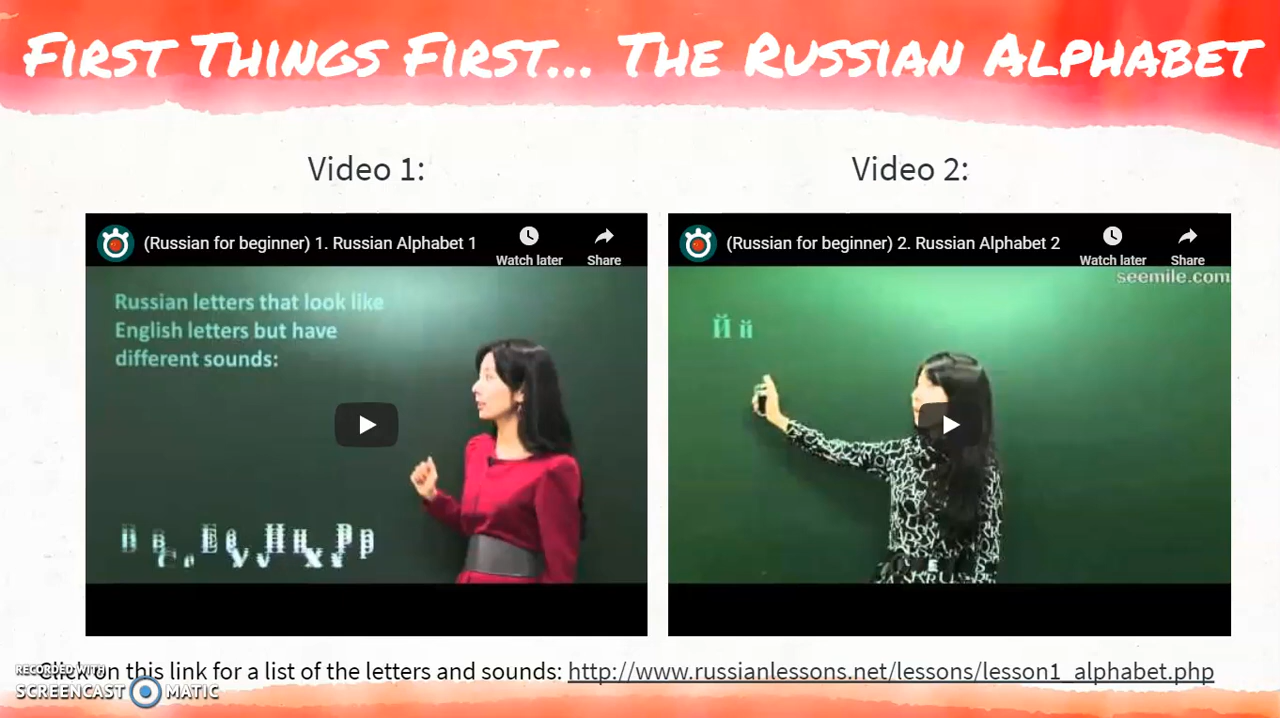 First Things First... The Russian Alphabet
Video 1:
Video 2:
(Russian for beginner) 1. Russian Alphabet 1
Watch later
Share
Russian letters that look like
English letters but have
different sounds:
В в Е е Н н Р р
С с У у Х х
(Russian for beginner) 2. Russian Alphabet 2
Watch later
Share
seemile.com
Й й
Click on this link for a list of the letters and sounds: http://www.russianlessons.net/lessons/lesson1_alphabet.php
RECORDED WITH
SCREENCAST MATIC